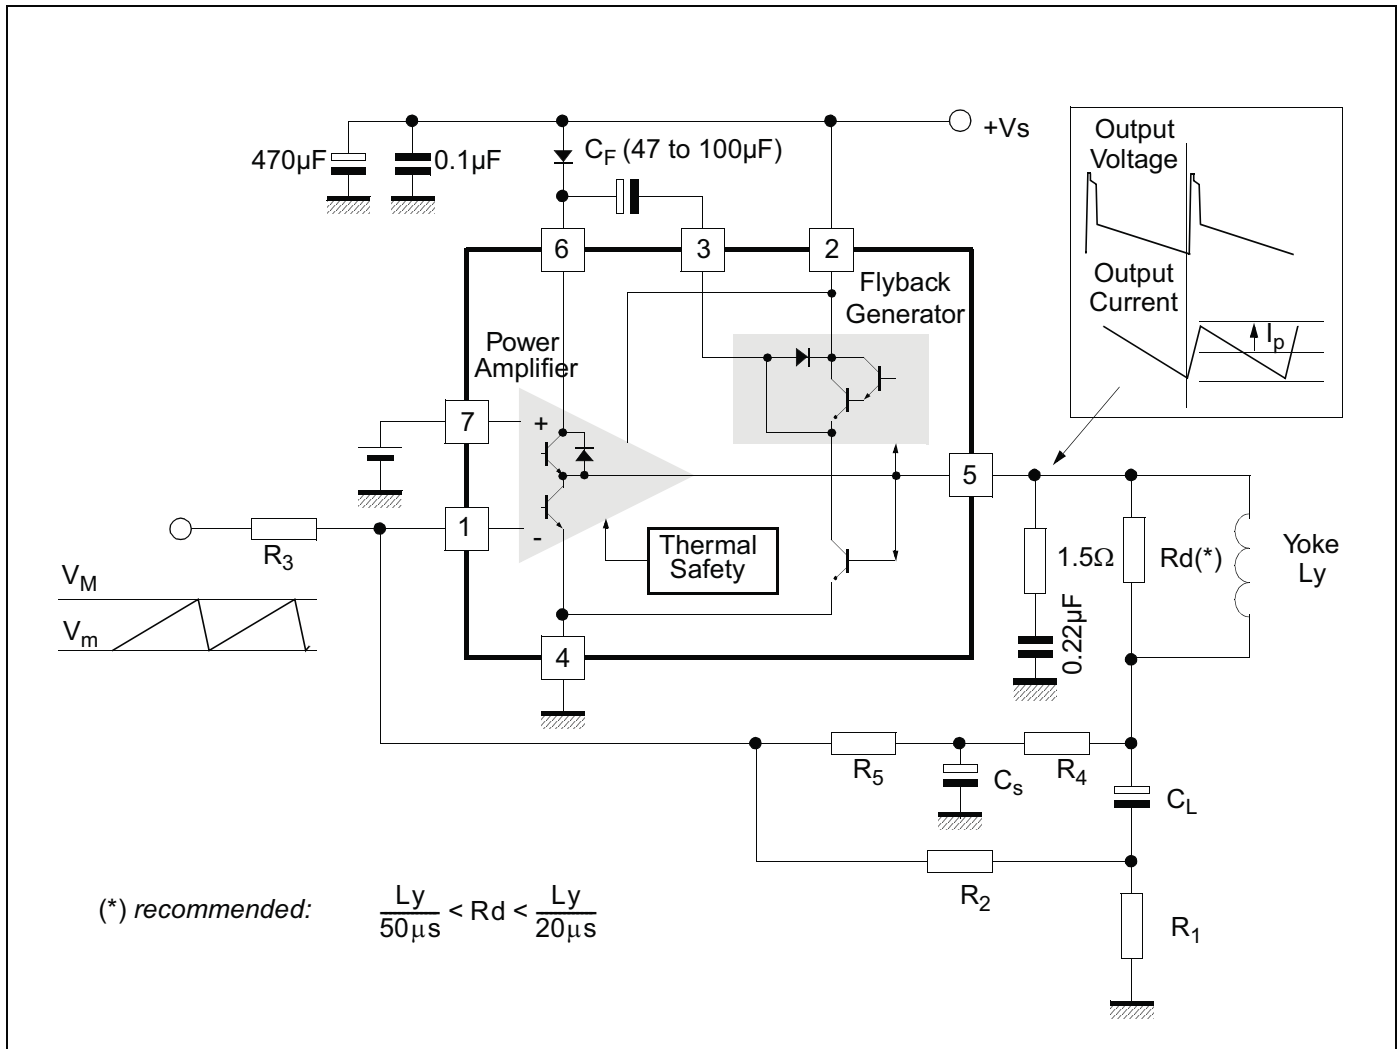 +Vs
470µF
0.1µF
C_F (47 to 100µF)
Output
Voltage
Output
Current
I_p
6
3
2
Flyback
Generator
Power
Amplifier
7
+
1
-
5
R_3
Thermal
Safety
V_M
V_m
4
1.5Ω
Rd(*)
Yoke
Ly
0.22µF
R_5
C_s
R_4
C_L
R_2
R_1
(*) recommended: Ly/50µs < Rd < Ly/20µs